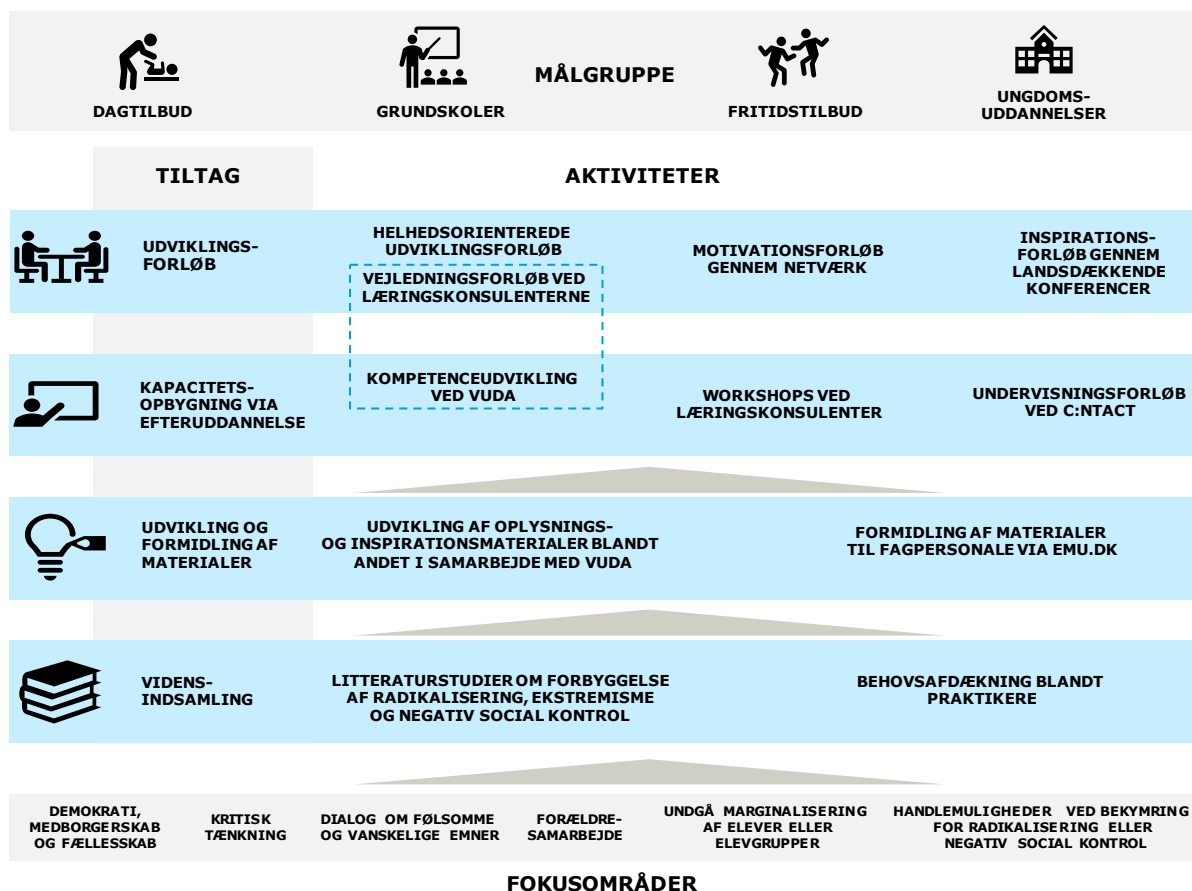 MÅLGRUPPE
DAGTILBUD
GRUNDSKOLER
FRITIDSTILBUD
UNGDOMS-
UDDANNELSER
TILTAG
AKTIVITETER
UDVIKLINGS-
FORLØB
HELHEDSORIENTEREDE
UDVIKLINGSFORLØB
VEJLEDNINGSFORLØB VED
LÆRINGSKONSULENTERNE
MOTIVATIONSFORLØB
GENNEM NETVÆRK
INSPIRATIONS-
FORLØB GENNEM
LANDSDÆKKENDE
KONFERENCER
KAPACITETS-
OPBYGNING VIA
EFTERUDDANNELSE
KOMPETENCEUDVIKLING
VED VUDA
WORKSHOPS VED
LÆRINGSKONSULENTER
UNDERVISNINGSFORLØB
VED C:NTACT
UDVIKLING OG
FORMIDLING AF
MATERIALER
UDVIKLING AF OPLYSNINGS-
OG INSPIRATIONSMATERIALER BLANDT
ANDET I SAMARBEJDE MED VUDA
FORMIDLING AF MATERIALER
TIL FAGPERSONALE VIA EMU.DK
VIDENS-
INDSAMLING
LITTERATURSTUDIER OM FORBYGGELSE
AF RADIKALISERING, EKSTREMISME
OG NEGATIV SOCIAL KONTROL
BEHOVSAFDÆKNING BLANDT
PRAKTIKERE
DEMOKRATI,
MEDBORGERSKAB
OG FÆLLESSKAB
KRITISK
TÆNKNING
DIALOG OM FØLSOMME
OG VANSKELIGE EMNER
FORÆLDRE-
SAMARBEJDE
UNDGÅ MARGINALISERING
AF ELEVER ELLER
ELEVGRUPPER
HANDLEMULIGHEDER VED BEKYMRING
FOR RADIKALISERING ELLER
NEGATIV SOCIAL KONTROL
FOKUSOMRÅDER